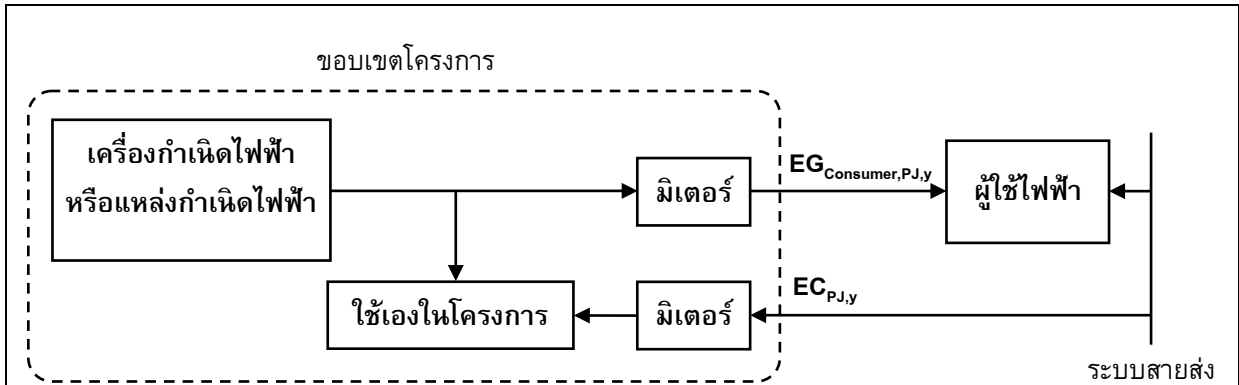 ขอบเขตโครงการ
เครื่องกำเนิดไฟฟ้า
หรือแหล่งกำเนิดไฟฟ้า
มิเตอร์
EG Consumer,PJ,y
ผู้ใช้ไฟฟ้า
ใช้เองในโครงการ
มิเตอร์
EC PJ,y
ระบบสายส่ง